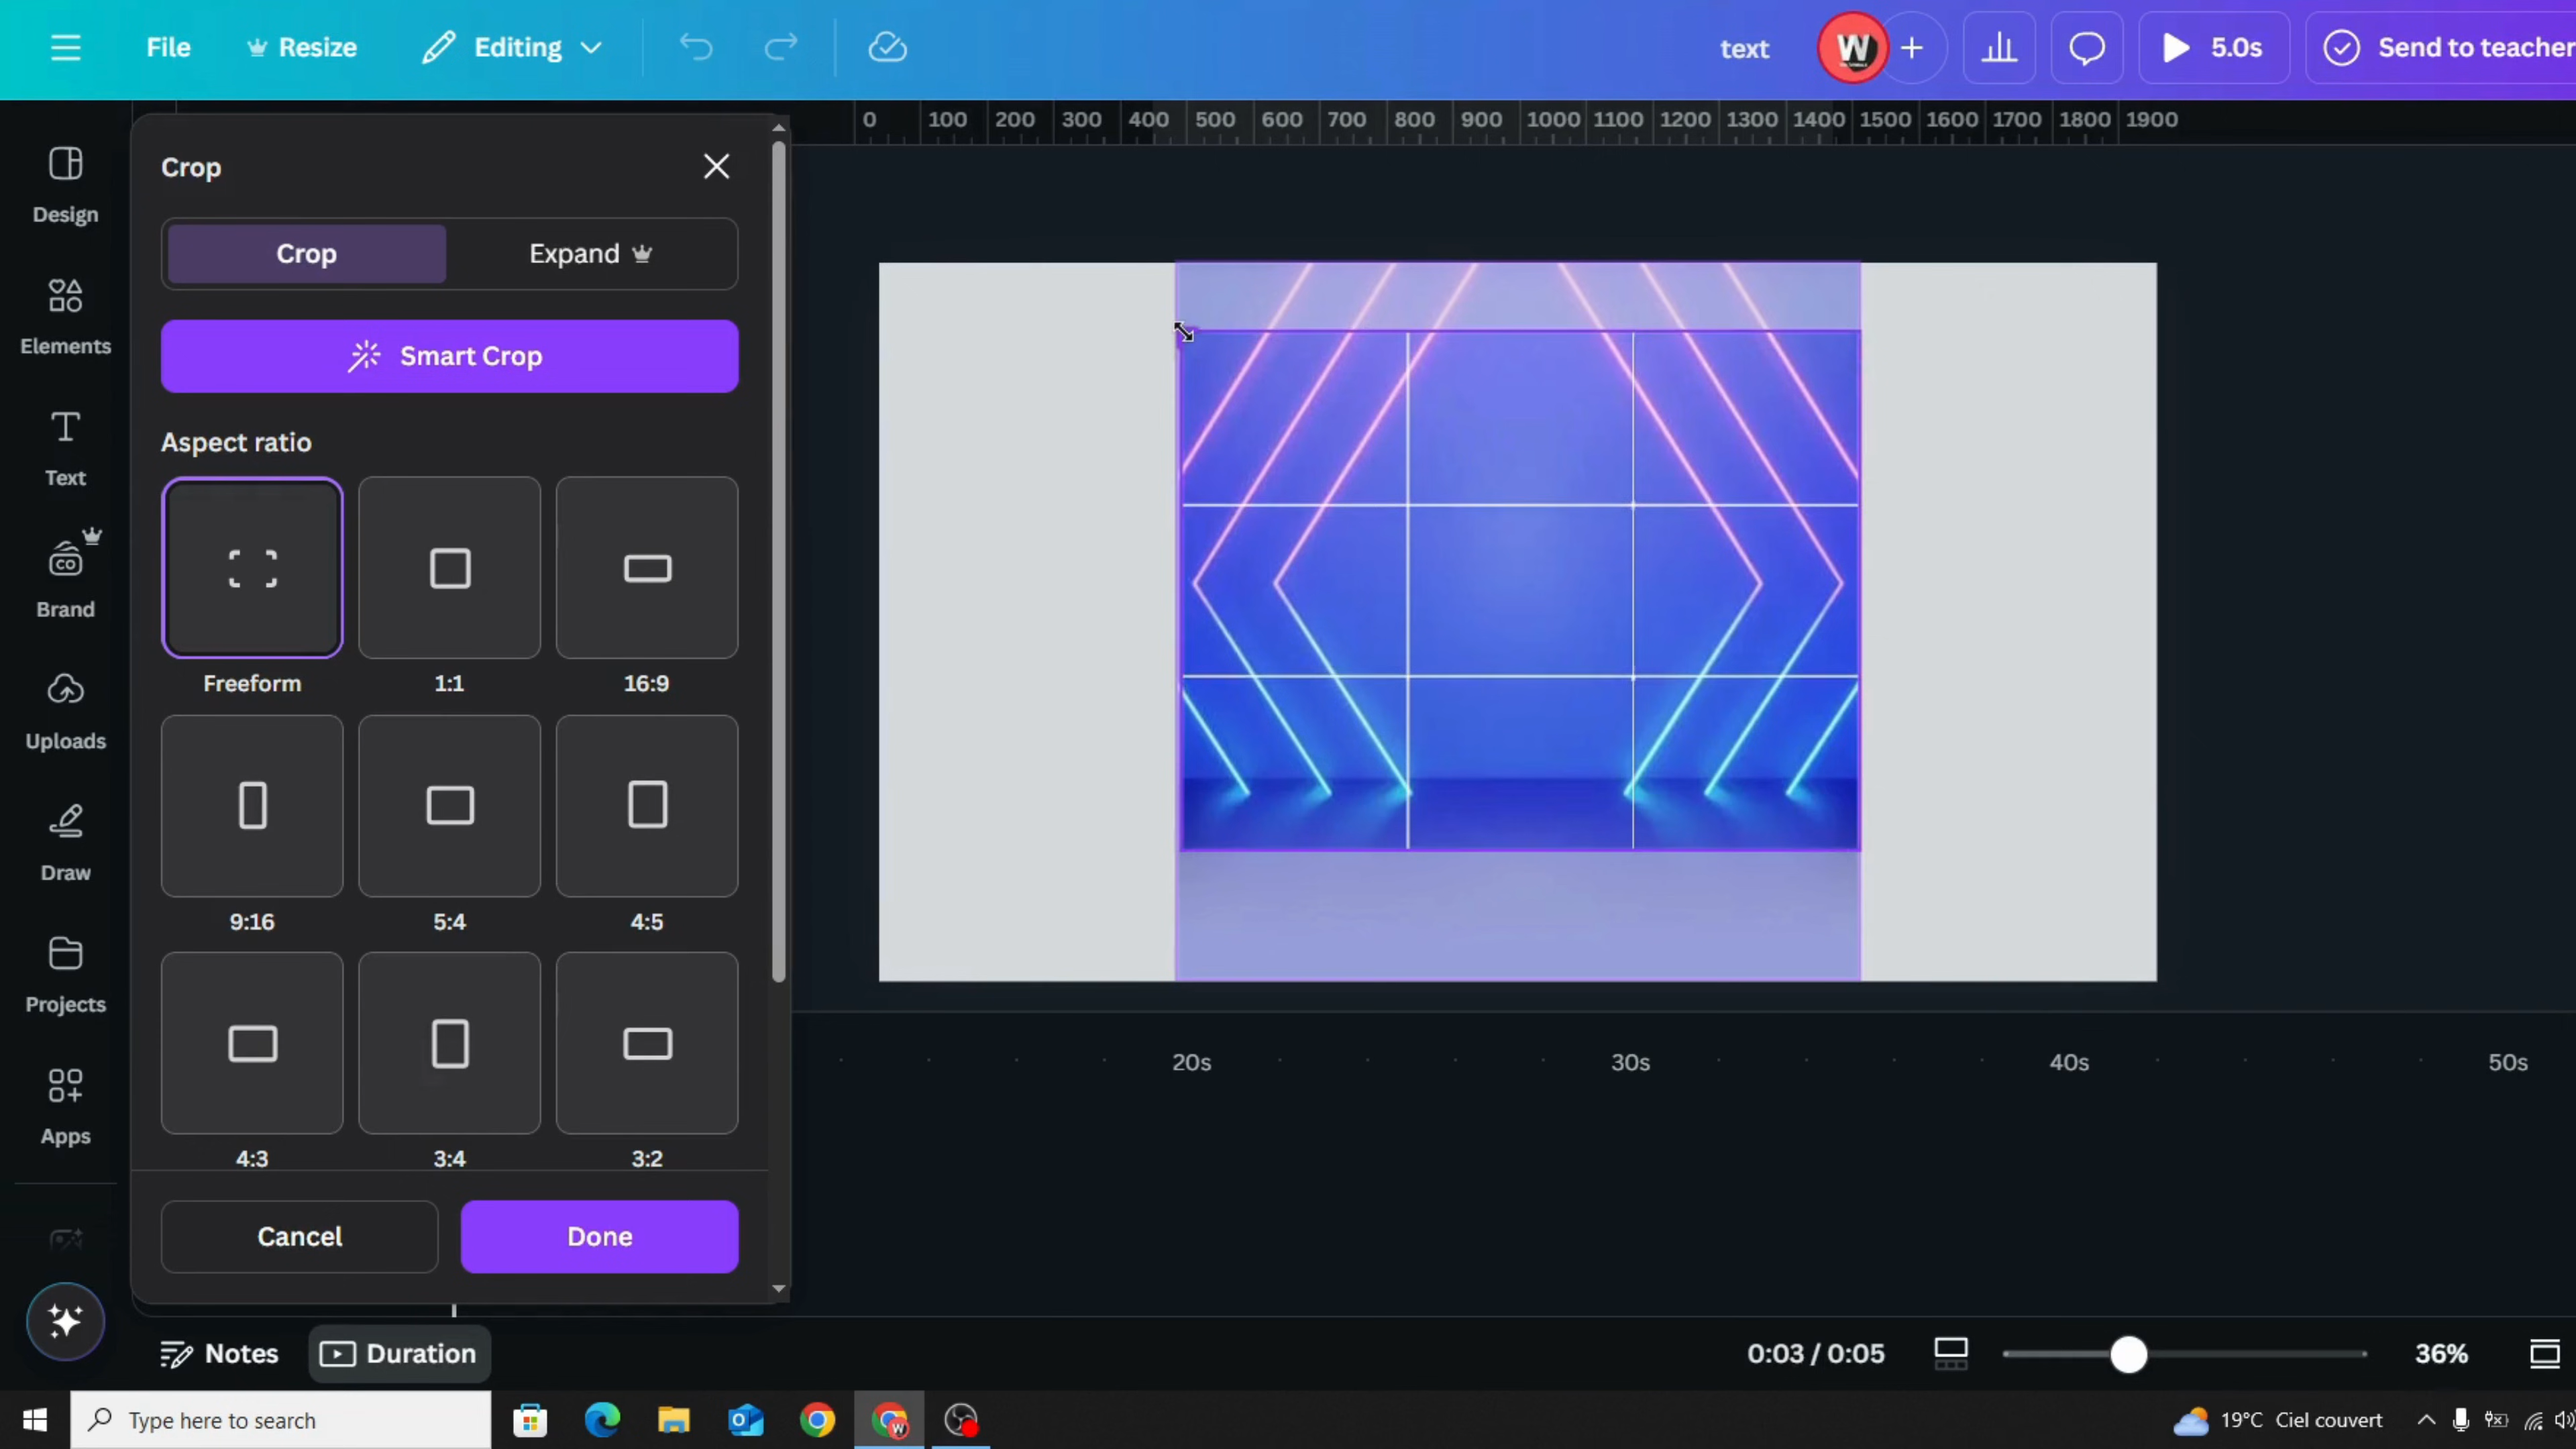 File Resize Editing text W + 5.0s Send to teacher
0 100 200 300 400 500 600 700 800 900 1000 1100 1200 1300 1400 1500 1600 1700 1800 1900
Design
Elements
Text
CO
Brand
Uploads
Draw
Projects
Apps
Crop
Crop Expand
Smart Crop
Aspect ratio
Freeform 1:1 16:9
9:16 5:4 4:5
4:3 3:4 3:2
Cancel Done
20s 30s 40s 50s
Notes Duration 0:03 / 0:05 36%
Type here to search 19°C Ciel couvert